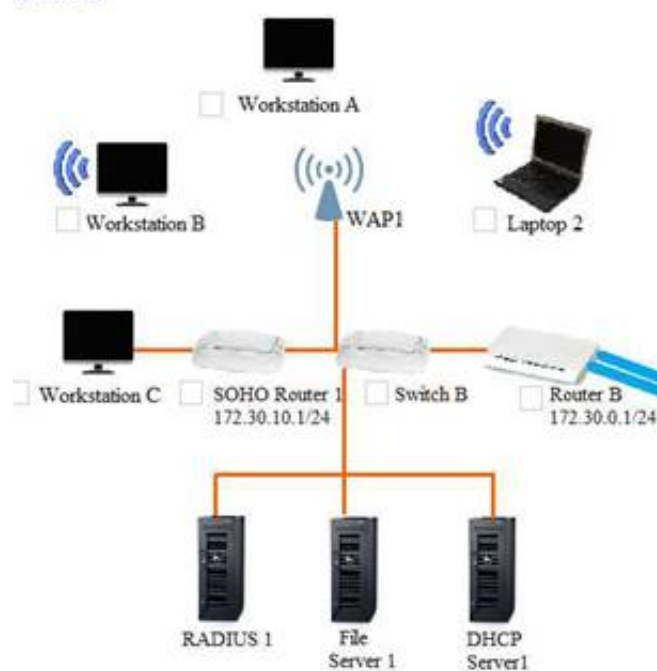 Workstation A
Workstation B
WAP1
Laptop 2
Workstation C
SOHO Router 1
172.30.10.1/24
Switch B
Router B
172.30.0.1/24
RADIUS 1
File
Server 1
DHCP
Server1